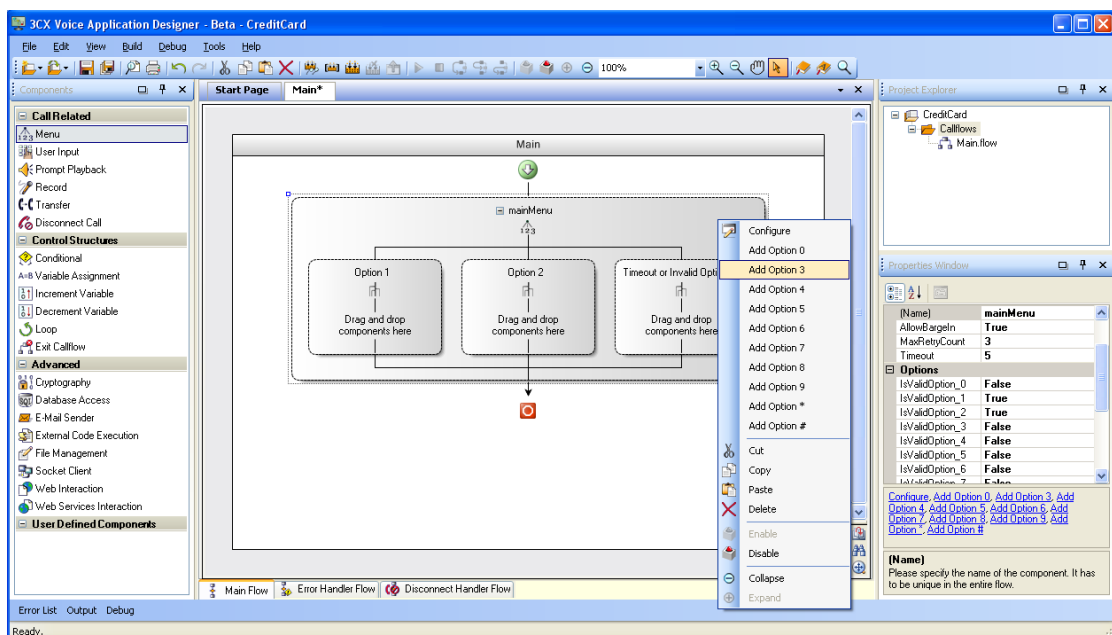 3CX Voice Application Designer - Beta - CreditCard
File Edit View Build Debug Tools Help
100%
Components
Call Related
Menu
User Input
Prompt Playback
Record
Transfer
Disconnect Call
Control Structures
Conditional
A=B Variable Assignment
Increment Variable
Decrement Variable
Loop
Exit Callflow
Advanced
Cryptography
Database Access
E-Mail Sender
External Code Execution
File Management
Socket Client
Web Interaction
Web Services Interaction
User Defined Components
Start Page Main*
Main
mainMenu
123
Option 1
Drag and drop
components here
Option 2
Drag and drop
components here
Timeout or Invalid Opti
Drag and drop
components here
Configure
Add Option 0
Add Option 3
Add Option 4
Add Option 5
Add Option 6
Add Option 7
Add Option 8
Add Option 9
Add Option *
Add Option #
Cut
Copy
Paste
Delete
Enable
Disable
Collapse
Expand
Main Flow Error Handler Flow Disconnect Handler Flow
Project Explorer
CreditCard
Callflows
Main.flow
Properties Window
(Name) mainMenu
AllowBargeIn True
MaxRetryCount 3
Timeout 5
Options
IsValidOption_0 False
IsValidOption_1 True
IsValidOption_2 True
IsValidOption_3 False
IsValidOption_4 False
IsValidOption_5 False
IsValidOption_6 False
IsValidOption_7 False
Configure, Add Option 0, Add Option 3, Add
Option 4, Add Option 5, Add Option 6, Add
Option 7, Add Option 8, Add Option 9, Add
Option *, Add Option #
(Name)
Please specify the name of the component. It has
to be unique in the entire flow.
Error List Output Debug
Ready.